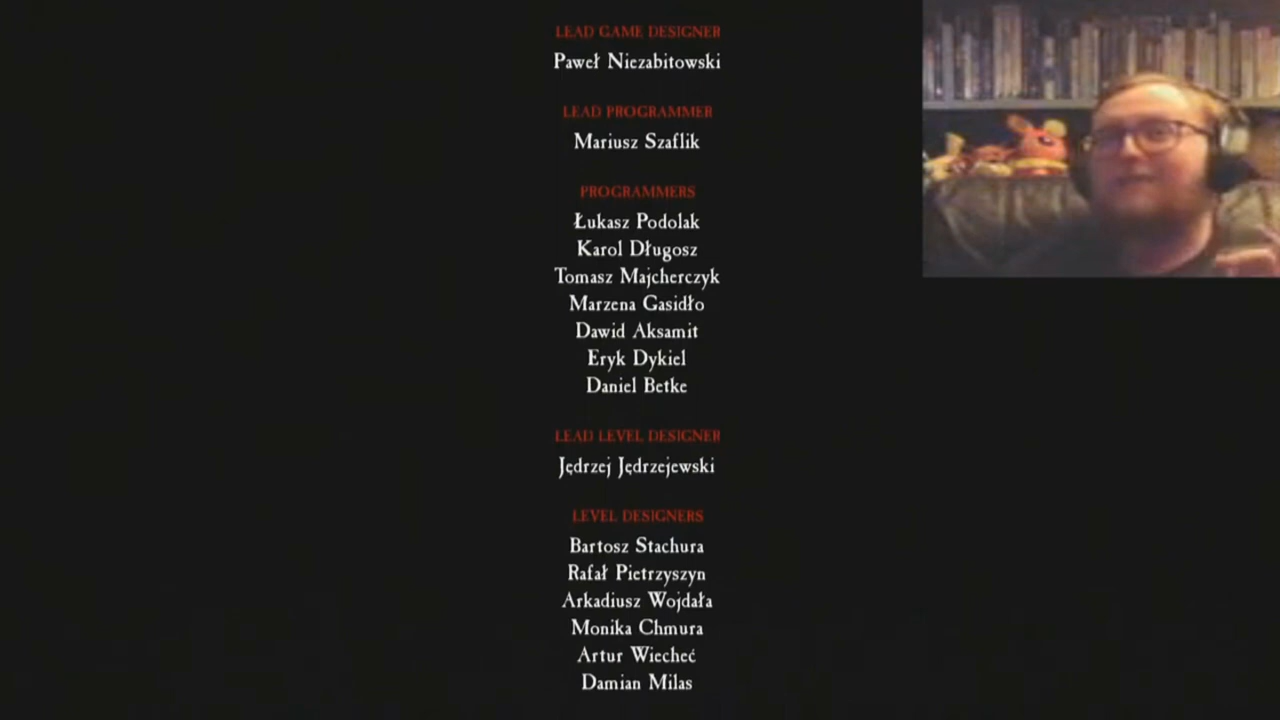 LEAD GAME DESIGNER
Paweł Niezabitowski
LEAD PROGRAMMER
Mariusz Szaflik
PROGRAMMERS
Łukasz Podolak
Karol Długosz
Tomasz Majcherczyk
Marzena Gasidło
Dawid Aksamit
Eryk Dykiel
Daniel Betke
LEAD LEVEL DESIGNER
Jędrzej Jędrzejewski
LEVEL DESIGNERS
Bartosz Stachura
Rafał Pietrzyszyn
Arkadiusz Wojdała
Monika Chmura
Artur Wiecheć
Damian Milas